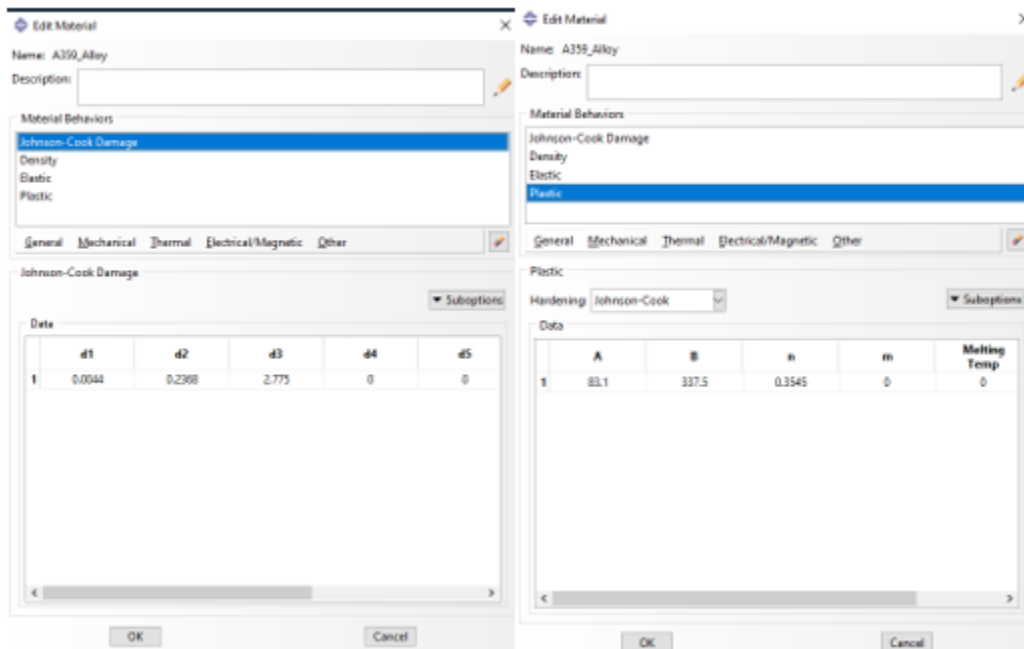 Edit Material
Name: A359_Alloy
Description:
Material Behaviors
Johnson-Cook Damage
Density
Elastic
Plastic
General Mechanical Thermal Electrical/Magnetic Other
Johnson-Cook Damage
Suboptions
Data
d1 d2 d3 d4 d5
1 0.0044 0.2368 2.775 0 0
OK Cancel
Edit Material
Name: A359_Alloy
Description:
Material Behaviors
Johnson-Cook Damage
Density
Elastic
Plastic
General Mechanical Thermal Electrical/Magnetic Other
Plastic
Hardening: Johnson-Cook
Suboptions
Data
A B n m Melting
Temp
1 83.1 337.5 0.3545 0 0
OK Cancel